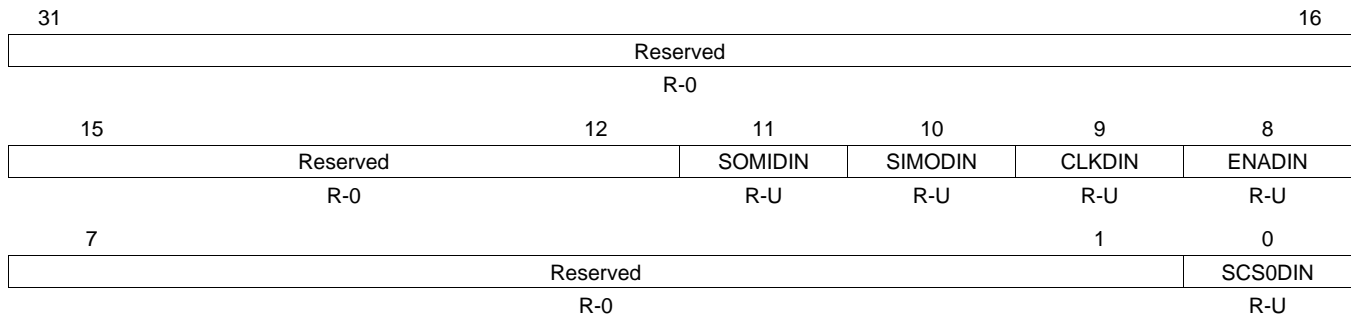 31 16
Reserved
R-0
15 12 11 10 9 8
Reserved SOMIDIN SIMODIN CLKDIN ENADIN
R-0 R-U R-U R-U R-U
7 1 0
Reserved SCS0DIN
R-0 R-U